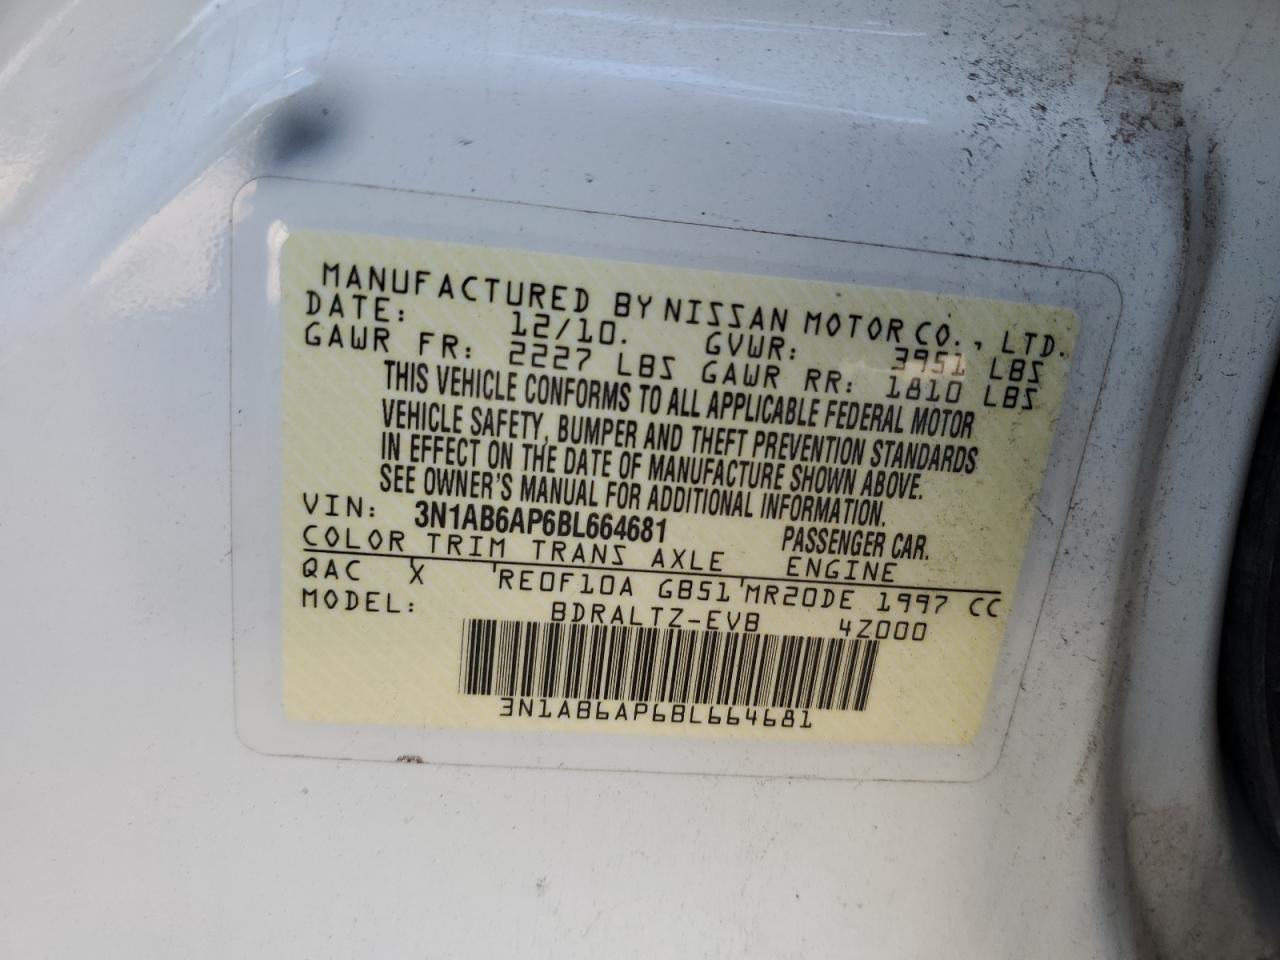 MANUFACTURED BY NISSAN MOTOR CO., LTD.
DATE: 12/10. GVWR: 3951 LBS
GAWR FR: 2227 LBS GAWR RR: 1810 LBS
THIS VEHICLE CONFORMS TO ALL APPLICABLE FEDERAL MOTOR
VEHICLE SAFETY, BUMPER AND THEFT PREVENTION STANDARDS
IN EFFECT ON THE DATE OF MANUFACTURE SHOWN ABOVE.
SEE OWNER'S MANUAL FOR ADDITIONAL INFORMATION.
VIN: 3N1AB6AP6BL664681 PASSENGER CAR.
COLOR TRIM TRANS AXLE ENGINE
QAC X RE0F10A GB51 MR20DE 1997 CC
MODEL: BDRALTZ-EVB 4Z000
3N1AB6AP6BL664681